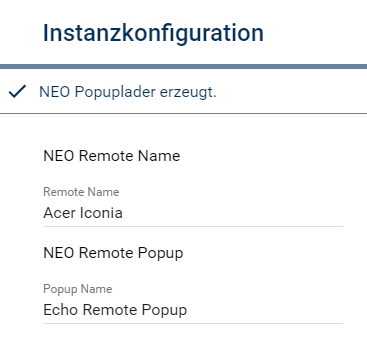 Instanzkonfiguration
NEO Popuplader erzeugt.
NEO Remote Name
Remote Name
Acer Iconia
NEO Remote Popup
Popup Name
Echo Remote Popup